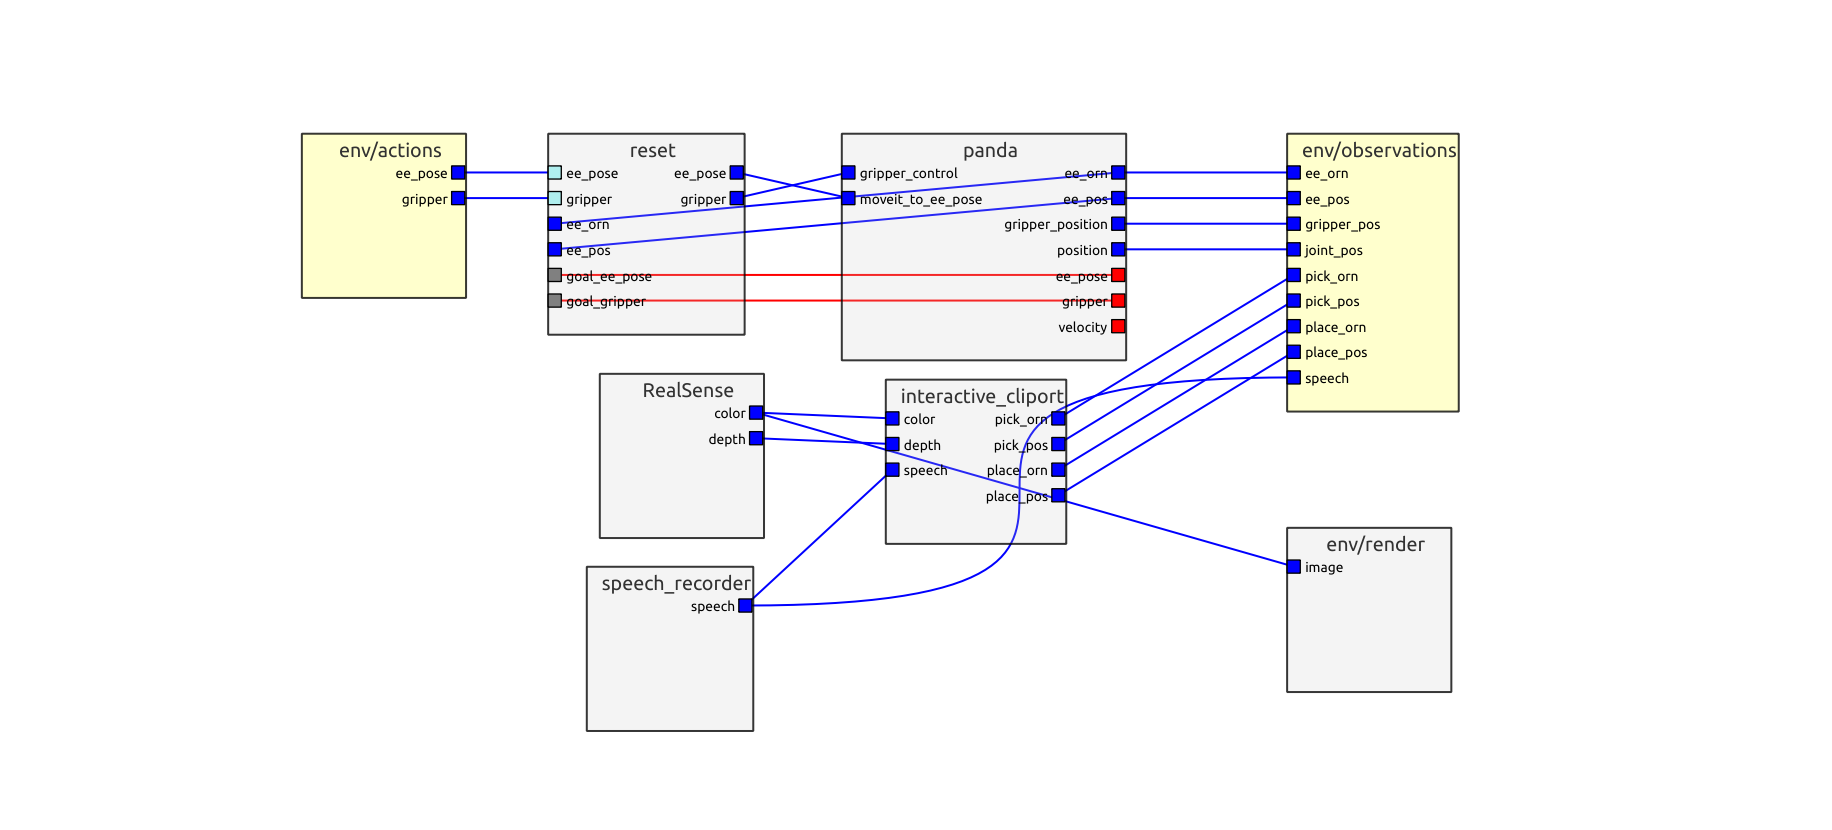 env/actions
ee_pose
gripper
reset
ee_pose
gripper
ee_orn
ee_pos
goal_ee_pose
goal_gripper
ee_pose
gripper
panda
gripper_control
moveit_to_ee_pose
ee_orn
ee_pos
gripper_position
position
ee_pose
gripper
velocity
env/observations
ee_orn
ee_pos
gripper_pos
joint_pos
pick_orn
pick_pos
place_orn
place_pos
speech
RealSense
color
depth
interactive_cliport
color
depth
speech
pick_orn
pick_pos
place_orn
place_pos
speech_recorder
speech
env/render
image